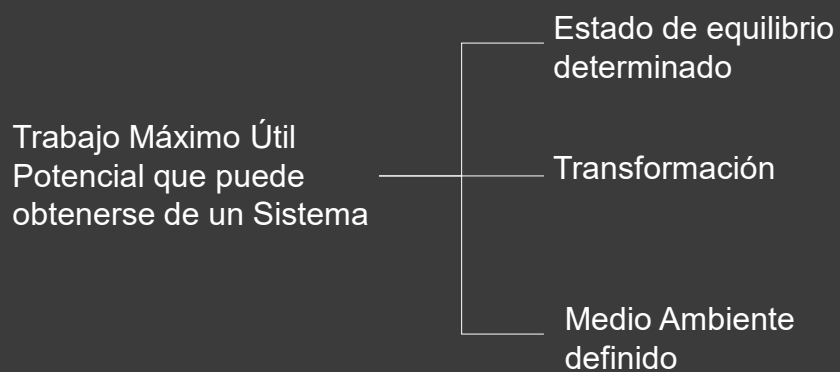 Trabajo Máximo Útil
Potencial que puede
obtenerse de un Sistema
Estado de equilibrio
determinado
Transformación
Medio Ambiente
definido